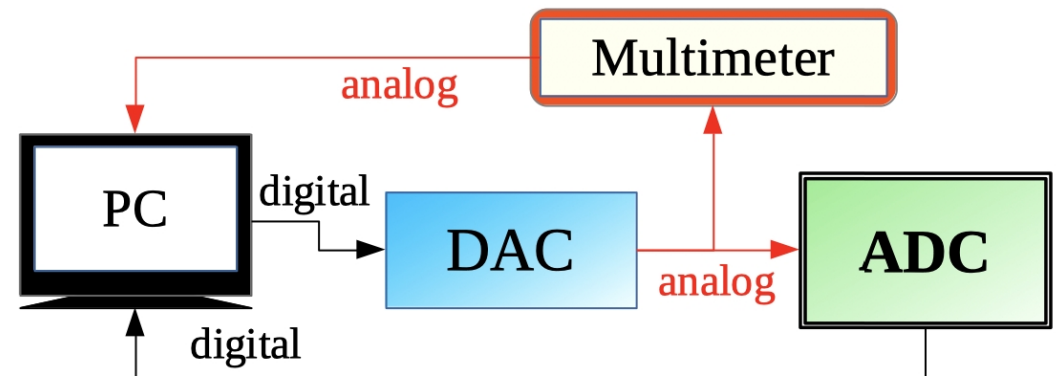 Multimeter
analog
PC
digital
DAC
analog
ADC
digital